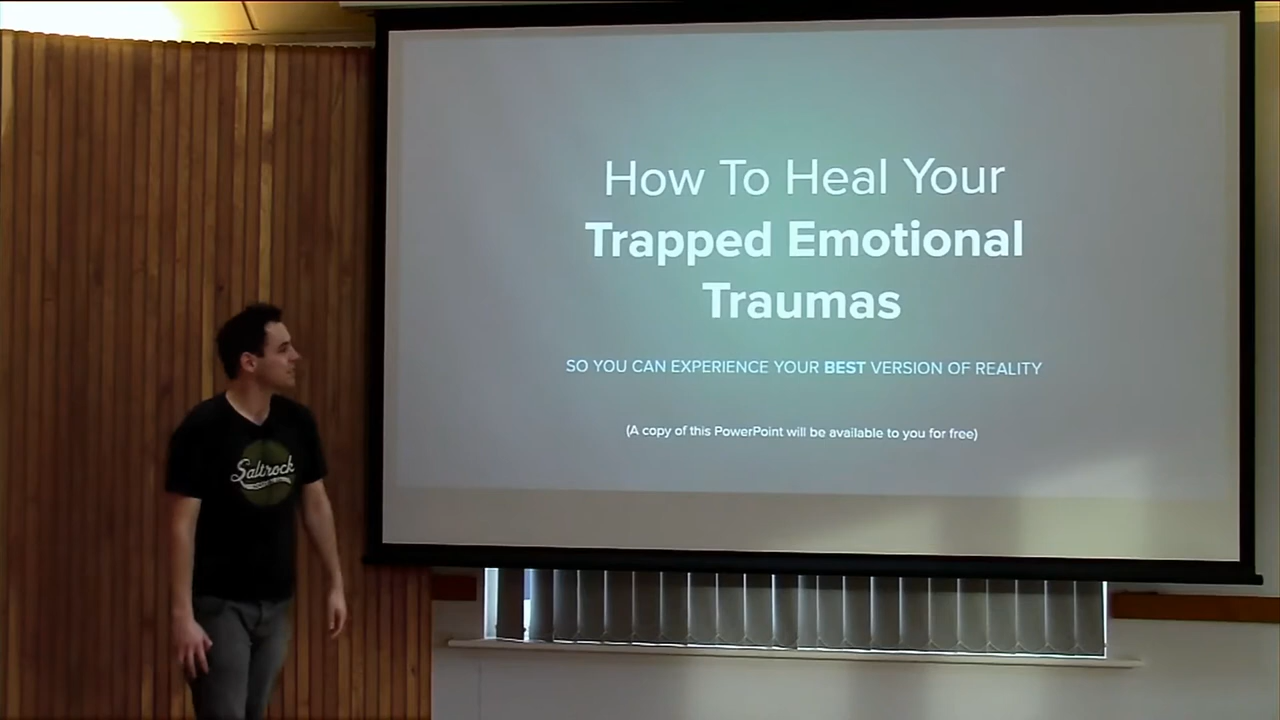 How To Heal Your
Trapped Emotional
Traumas
SO YOU CAN EXPERIENCE YOUR BEST VERSION OF REALITY
(A copy of this PowerPoint will be available to you for free)
Saltrock